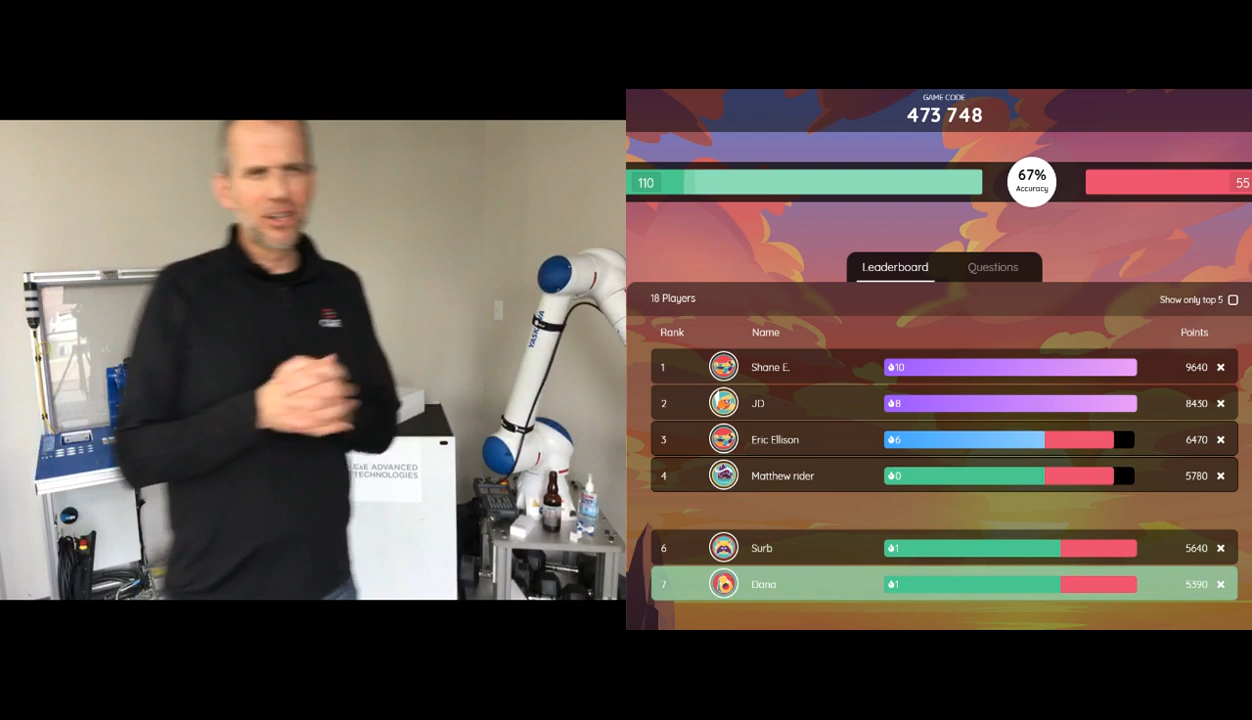 YASKAWA
C&E ADVANCED
TECHNOLOGIES
GAME CODE
473 748
110
67%
Accuracy
55
Leaderboard
Questions
18 Players
Show only top 5
Rank
Name
Points
1
Shane E.
10
9640
2
JD
8
8430
3
Eric Ellison
6
6470
4
Matthew rider
0
5780
6
Surb
1
5640
7
Dana
1
5390